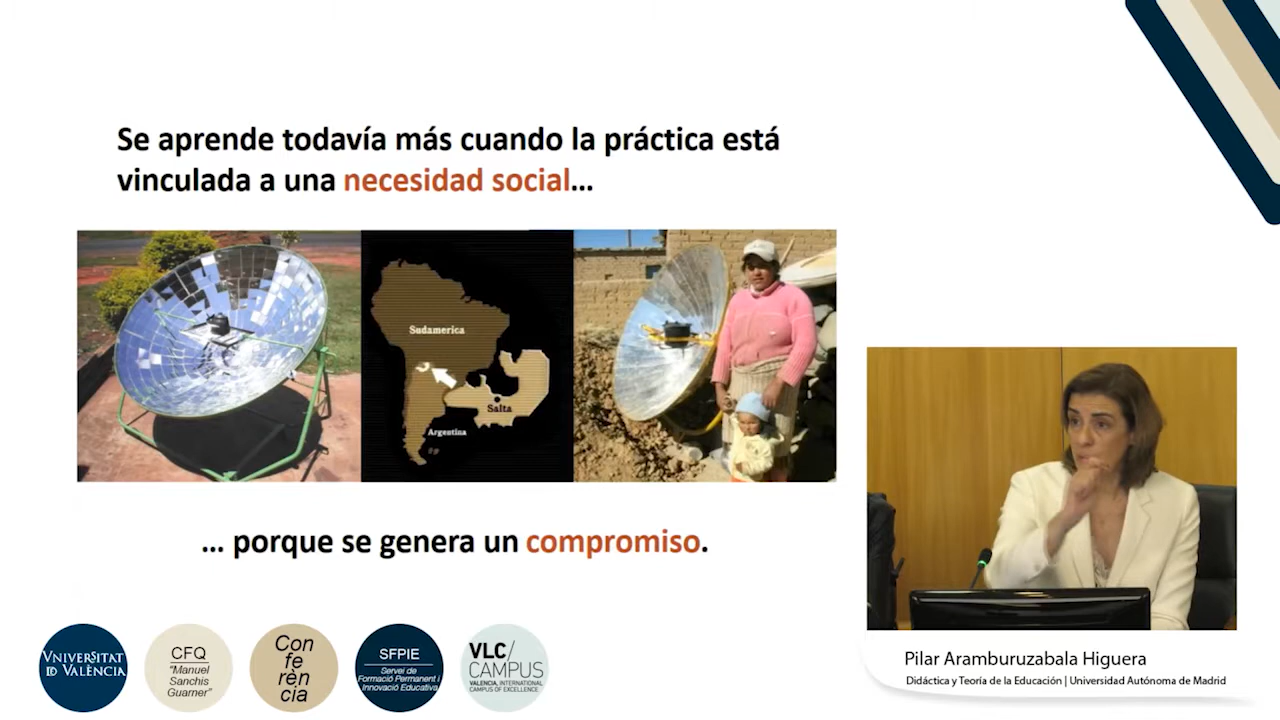 Se aprende todavía más cuando la práctica está
vinculada a una necesidad social...
Sudamerica
Salta
Argentina
... porque se genera un compromiso.
VNIVERSITAT
ID VALÈNCIA
CFQ
"Manuel
Sanchis
Guarner"
Con
fe
rèn
cia
SFPIE
Servei de
Formació Permanent i
Innovació Educativa
VLC/
CAMPUS
VALENCIA, INTERNATIONAL
CAMPUS OF EXCELLENCE
Pilar Aramburuzabala Higuera
Didáctica y Teoría de la Educación | Universidad Autónoma de Madrid